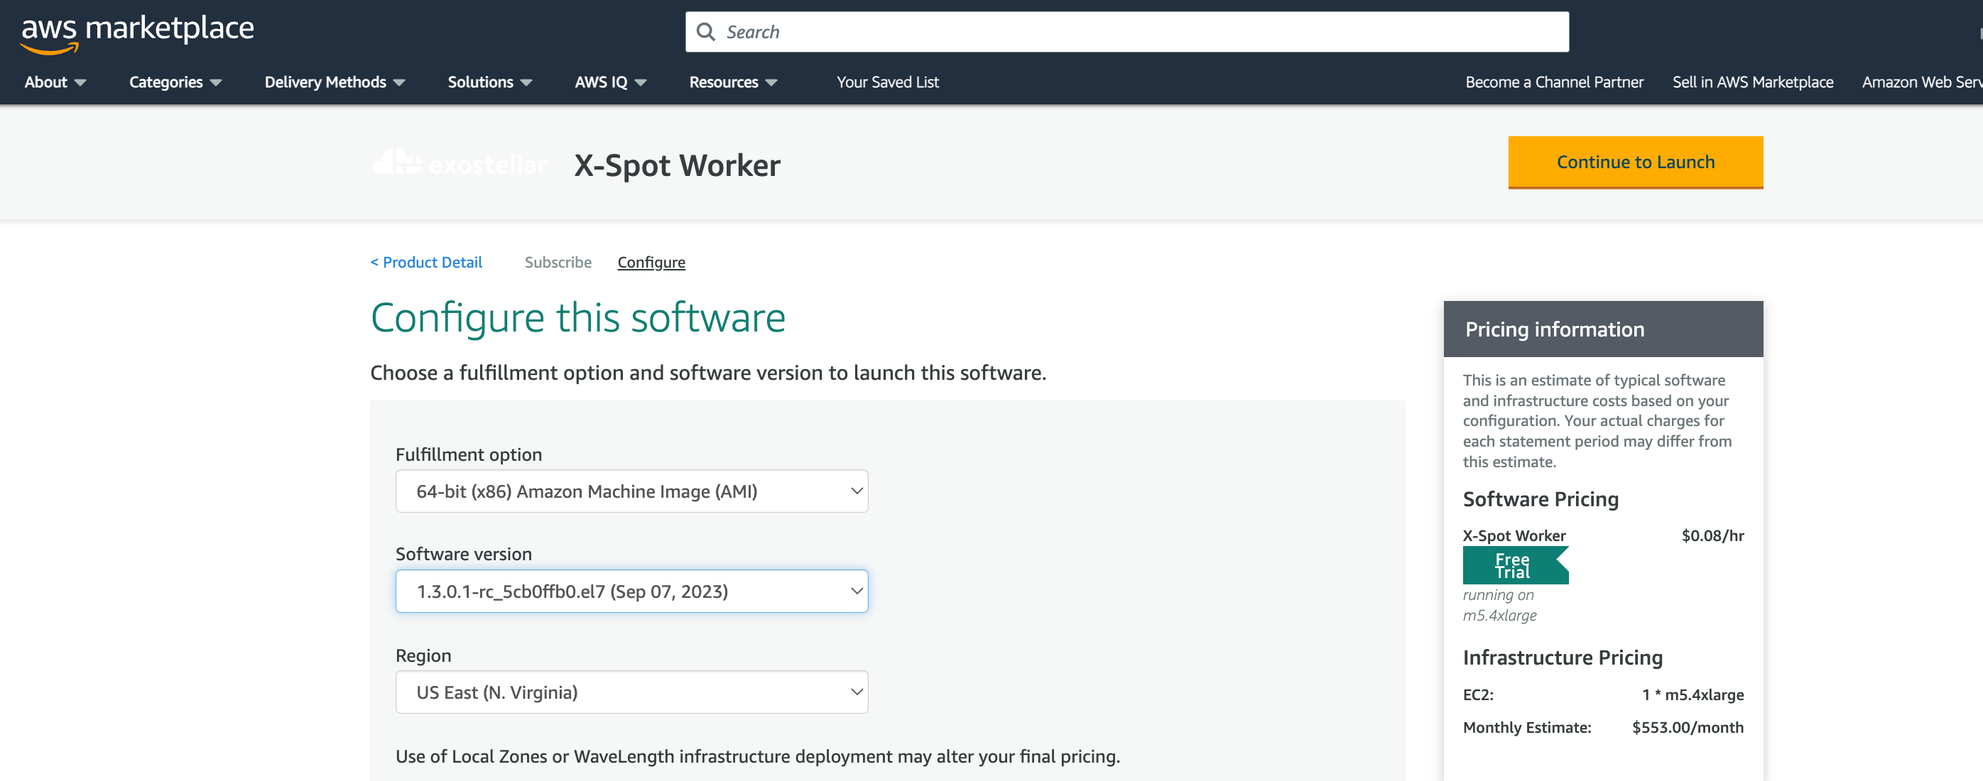 aws marketplace
Search
About
Categories
Delivery Methods
Solutions
AWS IQ
Resources
Your Saved List
Become a Channel Partner
Sell in AWS Marketplace
Amazon Web
exostellar
X-Spot Worker
Continue to Launch
< Product Detail
Subscribe
Configure
Configure this software
Choose a fulfillment option and software version to launch this software.
Fulfillment option
64-bit (x86) Amazon Machine Image (AMI)
Software version
1.3.0.1-rc_5cb0ffb0.el7 (Sep 07, 2023)
Region
US East (N. Virginia)
Use of Local Zones or WaveLength infrastructure deployment may alter your final pricing.
Pricing information
This is an estimate of typical software
and infrastructure costs based on your
configuration. Your actual charges for
each statement period may differ from
this estimate.
Software Pricing
X-Spot Worker $0.08/hr
Free
Trial
running on
m5.4xlarge
Infrastructure Pricing
EC2: 1 * m5.4xlarge
Monthly Estimate: $553.00/month